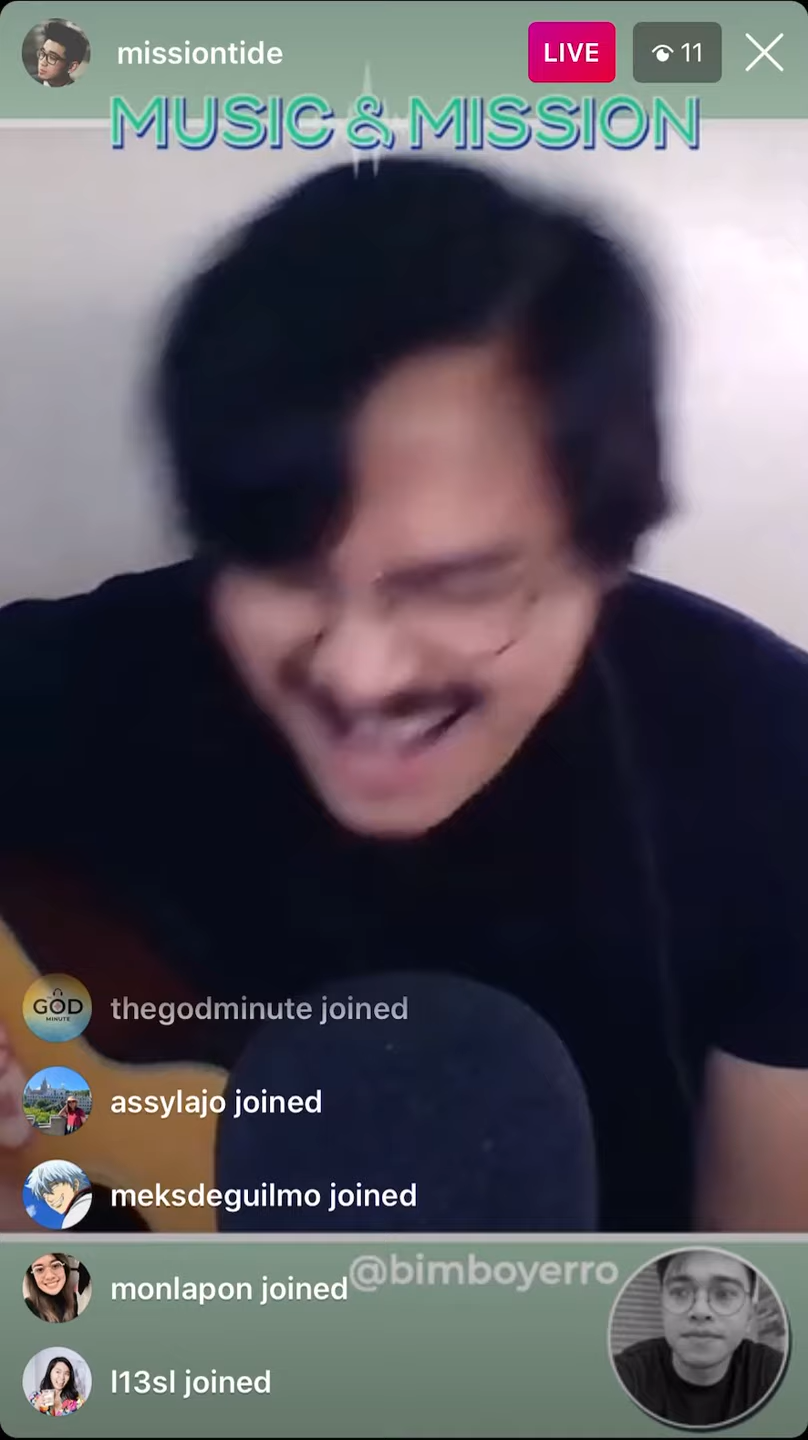 missiontide
LIVE
11
MUSIC & MISSION
GOD
MINUTE
thegodminute joined
assylajo joined
meksdeguilmo joined
monlapon joined
@bimboyerro
l13sl joined